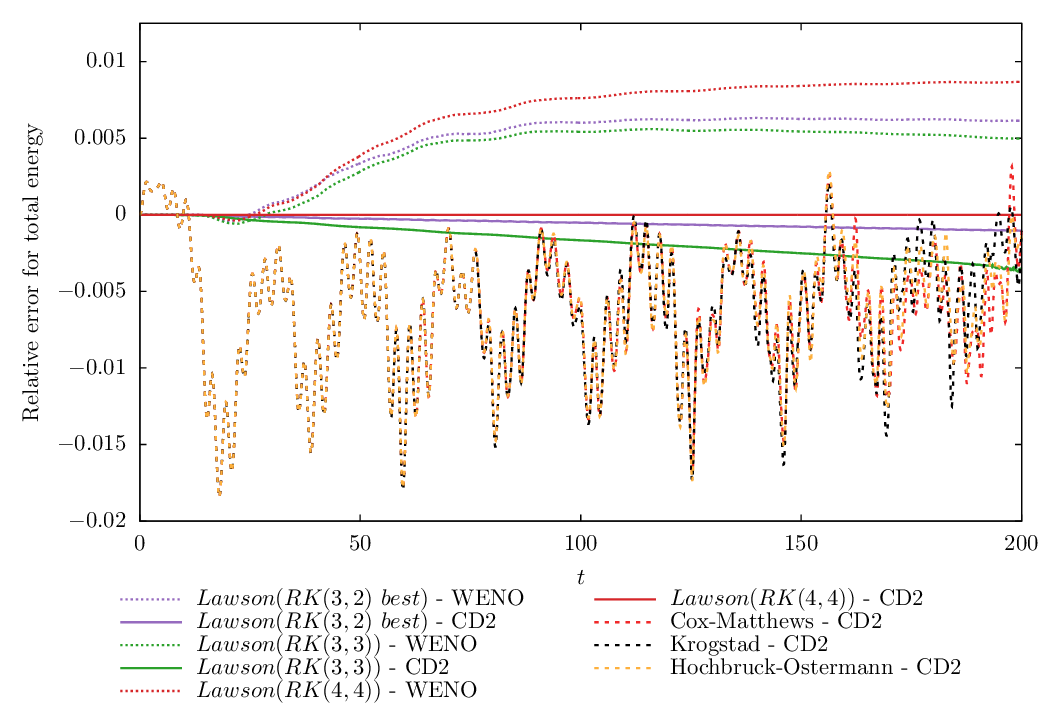 Relative error for total energy
0.01
0.005
0
−0.005
−0.01
−0.015
−0.02
0
50
100
150
200
t
Lawson(RK(3, 2) best) - WENO
Lawson(RK(3, 2) best) - CD2
Lawson(RK(3, 3)) - WENO
Lawson(RK(3, 3)) - CD2
Lawson(RK(4, 4)) - WENO
Lawson(RK(4, 4)) - CD2
Cox-Matthews - CD2
Krogstad - CD2
Hochbruck-Ostermann - CD2